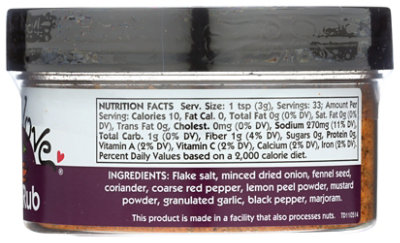 Love
Rub
NUTRITION FACTS Serv. Size: 1 tsp (3g), Servings: 33; Amount Per
Serving: Calories 10, Fat Cal. 0, Total Fat 0g (0% DV), Sat. Fat 0g (0%
DV), Trans Fat 0g, Cholest. 0mg (0% DV), Sodium 270mg (11% DV),
Total Carb. 1g (0% DV), Fiber 1g (4% DV), Sugars 0g, Protein 0g,
Vitamin A (2% DV), Vitamin C (2% DV), Calcium (2% DV), Iron (2% DV).
Percent Daily Values based on a 2,000 calorie diet.
INGREDIENTS: Flake salt, minced dried onion, fennel seed,
coriander, coarse red pepper, lemon peel powder, mustard
powder, granulated garlic, black pepper, marjoram.
This product is made in a facility that also processes nuts.